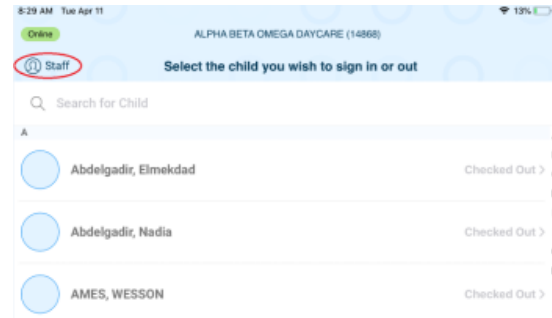 8:29 AM Tue Apr 11 13%
Online ALPHA BETA OMEGA DAYCARE (14868)
Staff Select the child you wish to sign in or out
Search for Child
A
Abdelgadir, Elmekdad Checked Out >
Abdelgadir, Nadia Checked Out >
AMES, WESSON Checked Out >